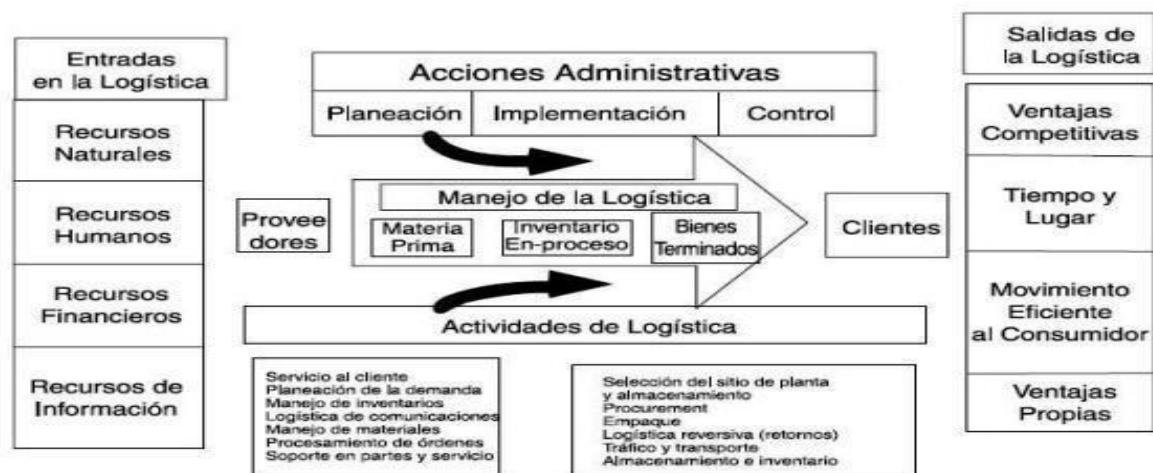 Entradas
en la Logística
Recursos
Naturales
Recursos
Humanos
Recursos
Financieros
Recursos de
Información
Acciones Administrativas
Planeación
Implementación
Control
Provee
dores
Manejo de la Logística
Materia
Prima
Inventario
En-proceso
Bienes
Terminados
Clientes
Actividades de Logística
Servicio al cliente
Planeación de la demanda
Manejo de inventarios
Logística de comunicaciones
Manejo de materiales
Procesamiento de órdenes
Soporte en partes y servicio
Selección del sitio de planta
y almacenamiento
Procurement
Empaque
Logística reversiva (retornos)
Tráfico y transporte
Almacenamiento e inventario
Salidas de
la Logística
Ventajas
Competitivas
Tiempo y
Lugar
Movimiento
Eficiente
al Consumidor
Ventajas
Propias